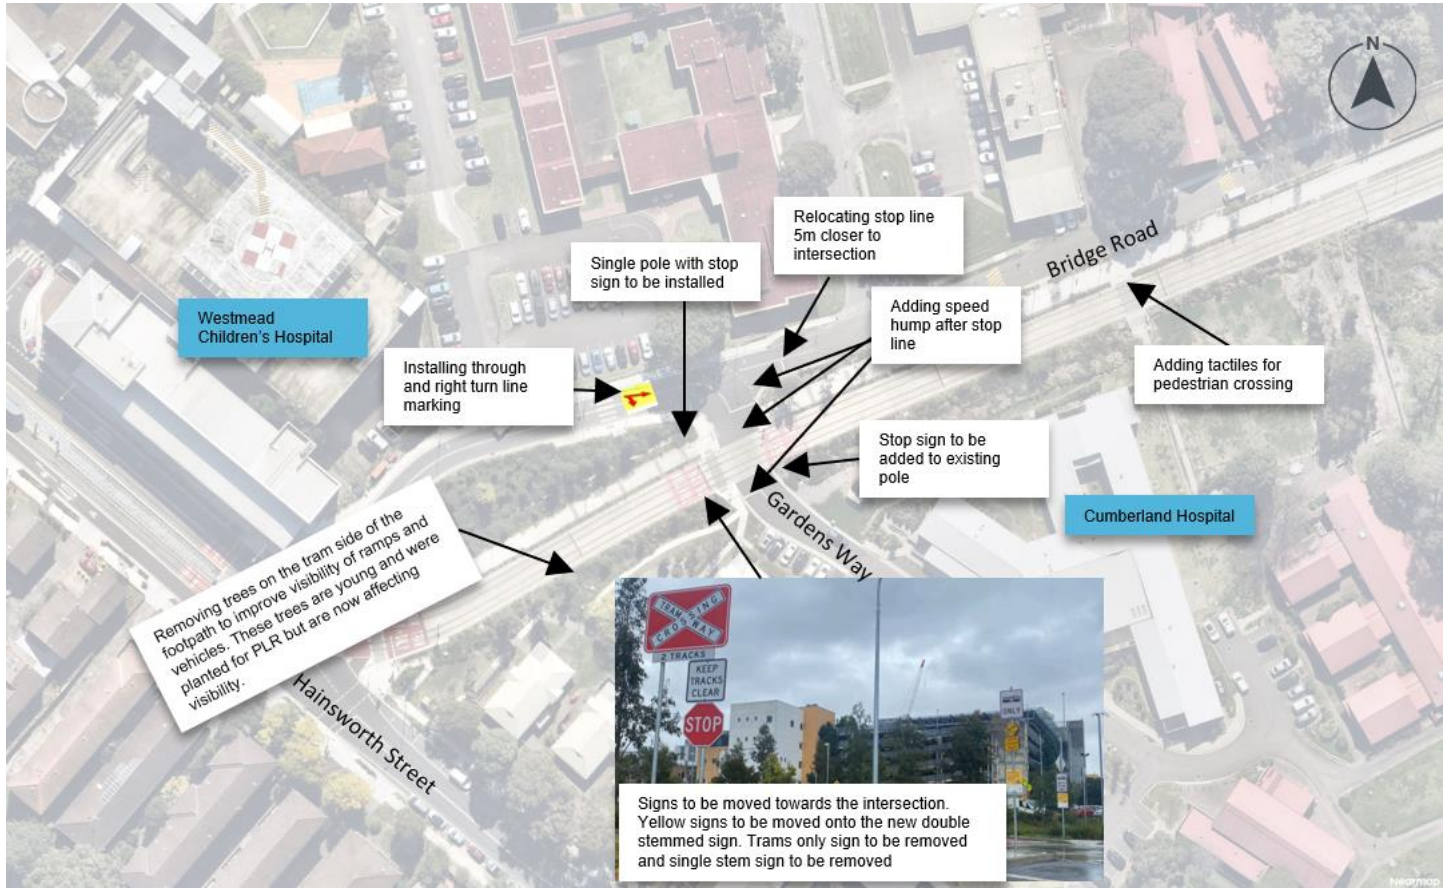 N
Relocating stop line
5m closer to
intersection
Bridge Road
Single pole with stop
sign to be installed
Westmead
Children's Hospital
Adding speed
hump after stop
line
Adding tactiles for
pedestrian crossing
Installing through
and right turn line
marking
Stop sign to be
added to existing
pole
Cumberland Hospital
Gardens Way
Removing trees on the tram side of the
footpath to improve visibility of ramps and
vehicles. These trees are young and were
planted for PLR but are now affecting
visibility.
Hainsworth Street
TRAMSING
CROWAY
2 TRACKS
KEEP
TRACKS
CLEAR
STOP
ONLY
Signs to be moved towards the intersection.
Yellow signs to be moved onto the new double
stemmed sign. Trams only sign to be removed
and single stem sign to be removed
Nearmap